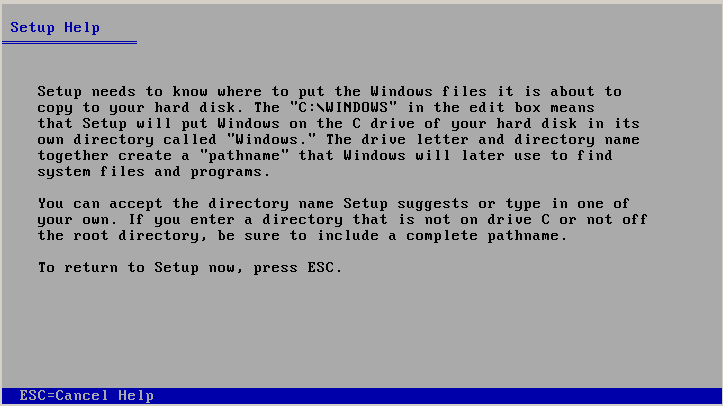 Setup Help
Setup needs to know where to put the Windows files it is about to
copy to your hard disk. The "C:\WINDOWS" in the edit box means
that Setup will put Windows on the C drive of your hard disk in its
own directory called "Windows." The drive letter and directory name
together create a "pathname" that Windows will later use to find
system files and programs.
You can accept the directory name Setup suggests or type in one of
your own. If you enter a directory that is not on drive C or not off
the root directory, be sure to include a complete pathname.
To return to Setup now, press ESC.
ESC=Cancel Help